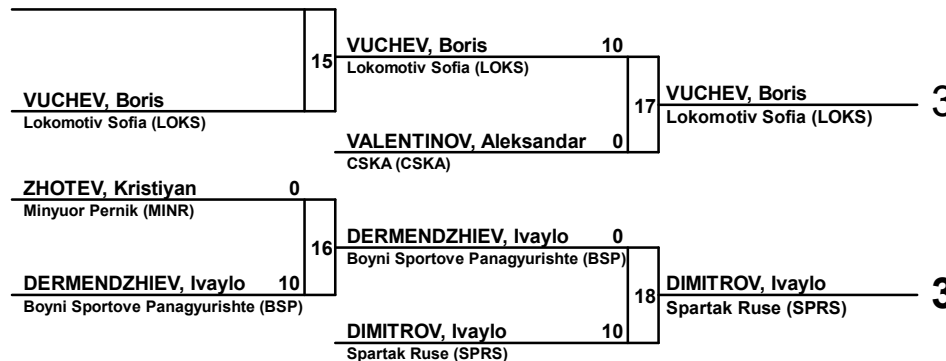 15
VUCHEV, Boris 10
Lokomotiv Sofia (LOKS)
VUCHEV, Boris
Lokomotiv Sofia (LOKS)
17
VUCHEV, Boris
Lokomotiv Sofia (LOKS)
3
VALENTINOV, Aleksandar 0
CSKA (CSKA)
ZHOTEV, Kristiyan 0
Minyuor Pernik (MINR)
16
DERMENDZHIEV, Ivaylo 0
Boyni Sportove Panagyurishte (BSP)
DERMENDZHIEV, Ivaylo 10
Boyni Sportove Panagyurishte (BSP)
18
DIMITROV, Ivaylo
Spartak Ruse (SPRS)
3
DIMITROV, Ivaylo 10
Spartak Ruse (SPRS)